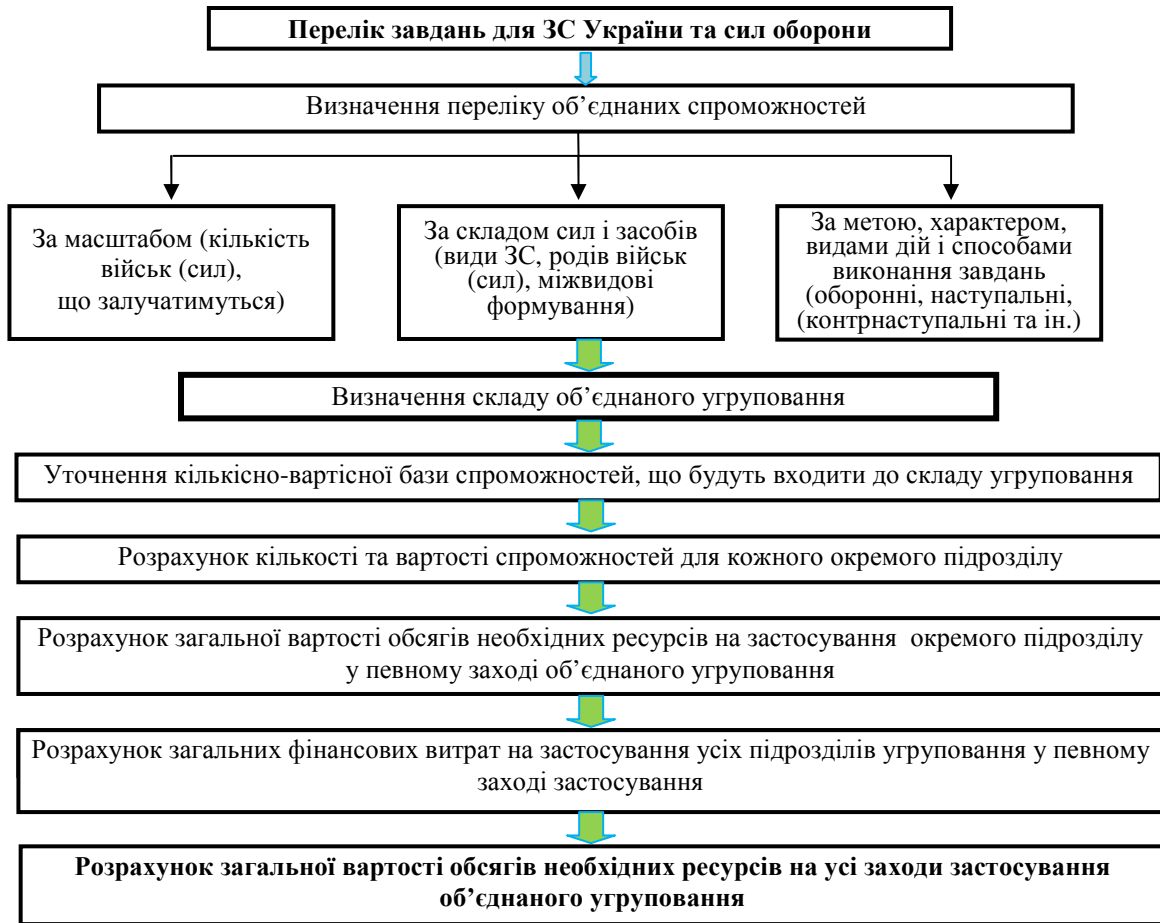 Перелік завдань для ЗС України та сил оборони
Визначення переліку об’єднаних спроможностей
За масштабом (кількість
військ (сил),
що залучатимуться)
За складом сил і засобів
(види ЗС, родів військ
(сил), міжвидові
формування)
За метою, характером,
видами дій і способами
виконання завдань
(оборонні, наступальні,
(контрнаступальні та ін.)
Визначення складу об’єднаного угруповання
Уточнення кількісно-вартісної бази спроможностей, що будуть входити до складу угруповання
Розрахунок кількості та вартості спроможностей для кожного окремого підрозділу
Розрахунок загальної вартості обсягів необхідних ресурсів на застосування окремого підрозділу
у певному заході об’єднаного угруповання
Розрахунок загальних фінансових витрат на застосування усіх підрозділів угруповання у певному
заході застосування
Розрахунок загальної вартості обсягів необхідних ресурсів на усі заходи застосування
об’єднаного угруповання